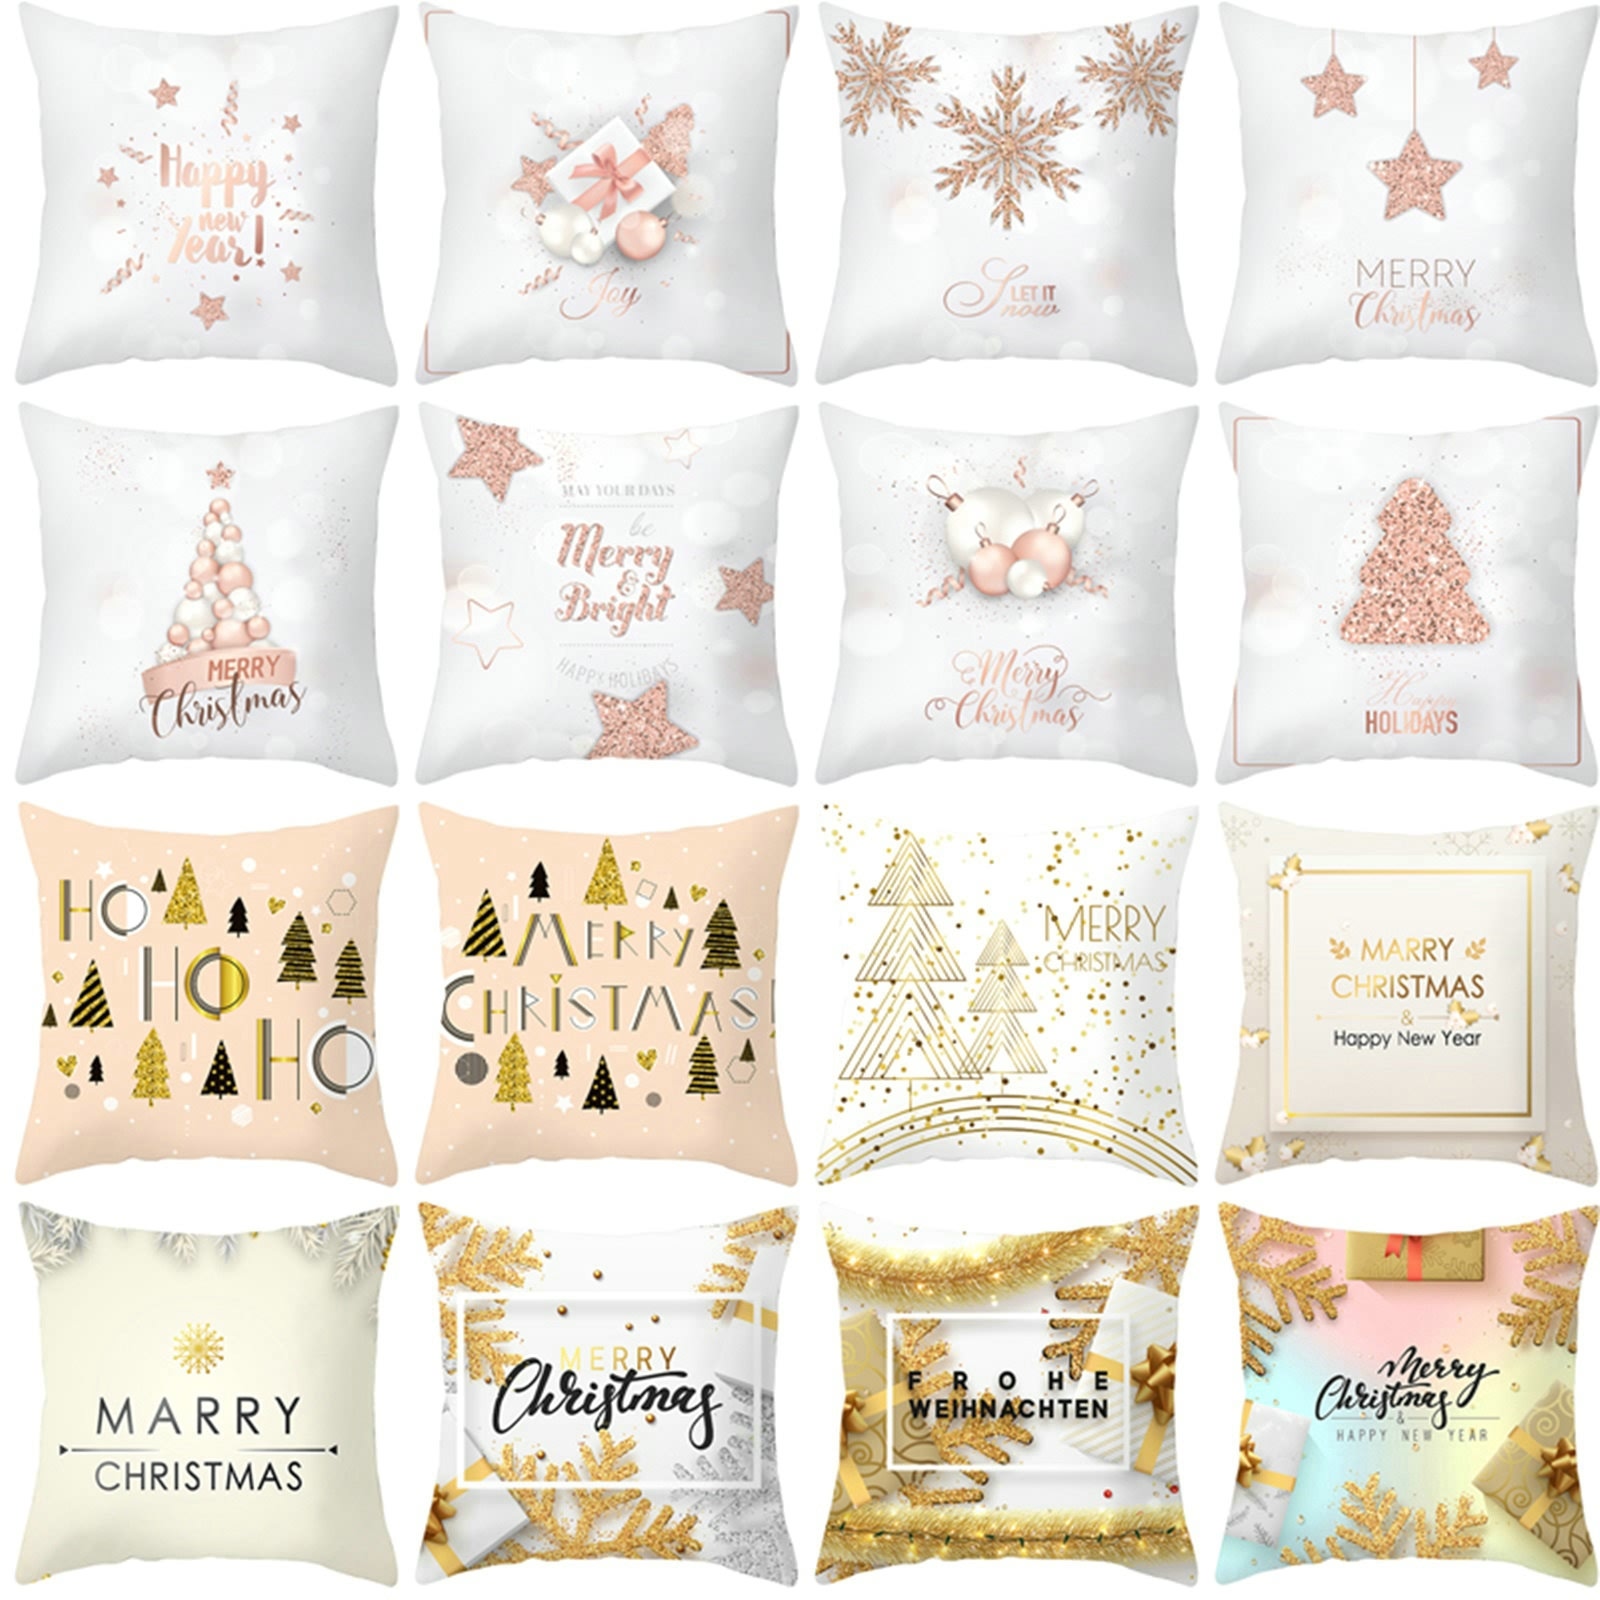 Happy
new
Year!
Joy
S LET IT
now
MERRY
Christmas
MERRY
Christmas
MAY YOUR DAYS
be
Merry
&
Bright
HAPPY HOLIDAYS
Merry
Christmas
Happy
HOLIDAYS
HO
HO
HO
MERRY
CHRISTMAS!
MERRY
CHRISTMAS
MARRY
CHRISTMAS
&
Happy New Year
MARRY
CHRISTMAS
MERRY
Christmas
FROHE
WEIHNACHTEN
Merry
Christmas
&
HAPPY NEW YEAR